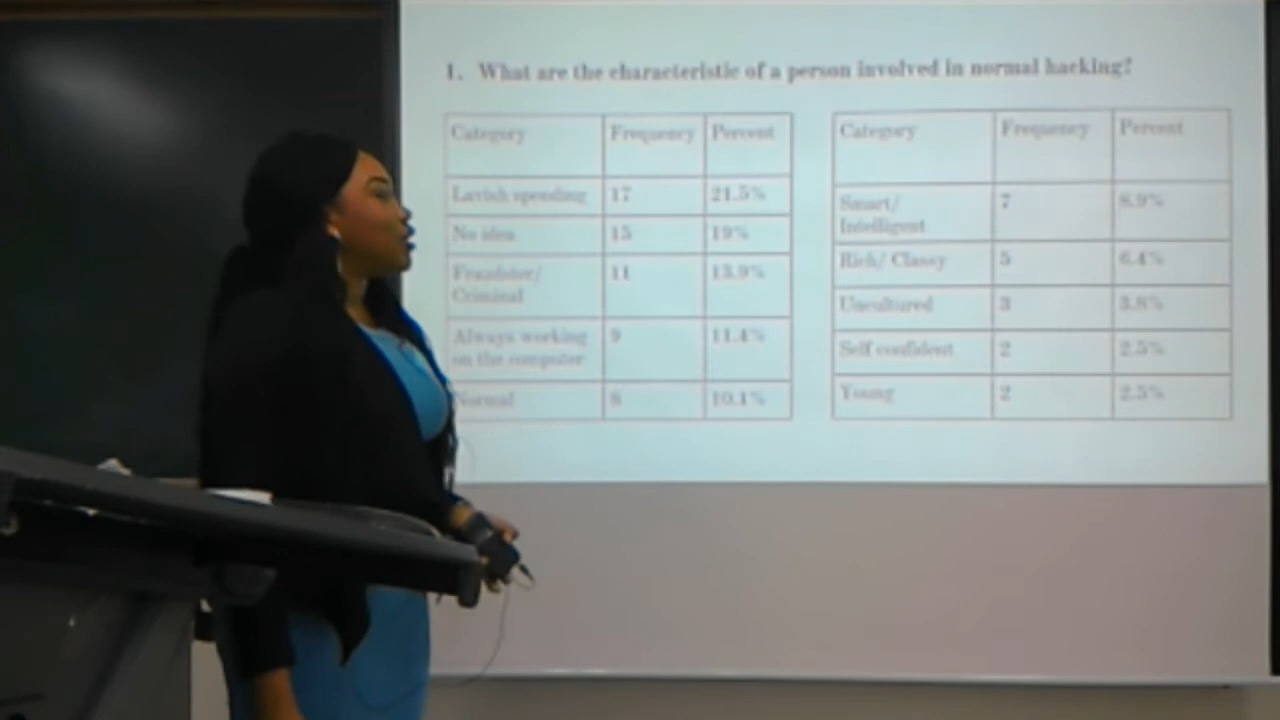 1. What are the characteristic of a person involved in normal hacking?
Category Frequency Percent
Lavish spending 17 21.5%
No idea 15 19%
Fraudster/ 11 13.9%
Criminal
Always working 9 11.4%
on the computer
Normal 8 10.1%
Category Frequency Percent
Smart/ 7 8.9%
Intelligent
Rich/ Classy 5 6.4%
Uncultured 3 3.8%
Self confident 2 2.5%
Young 2 2.5%